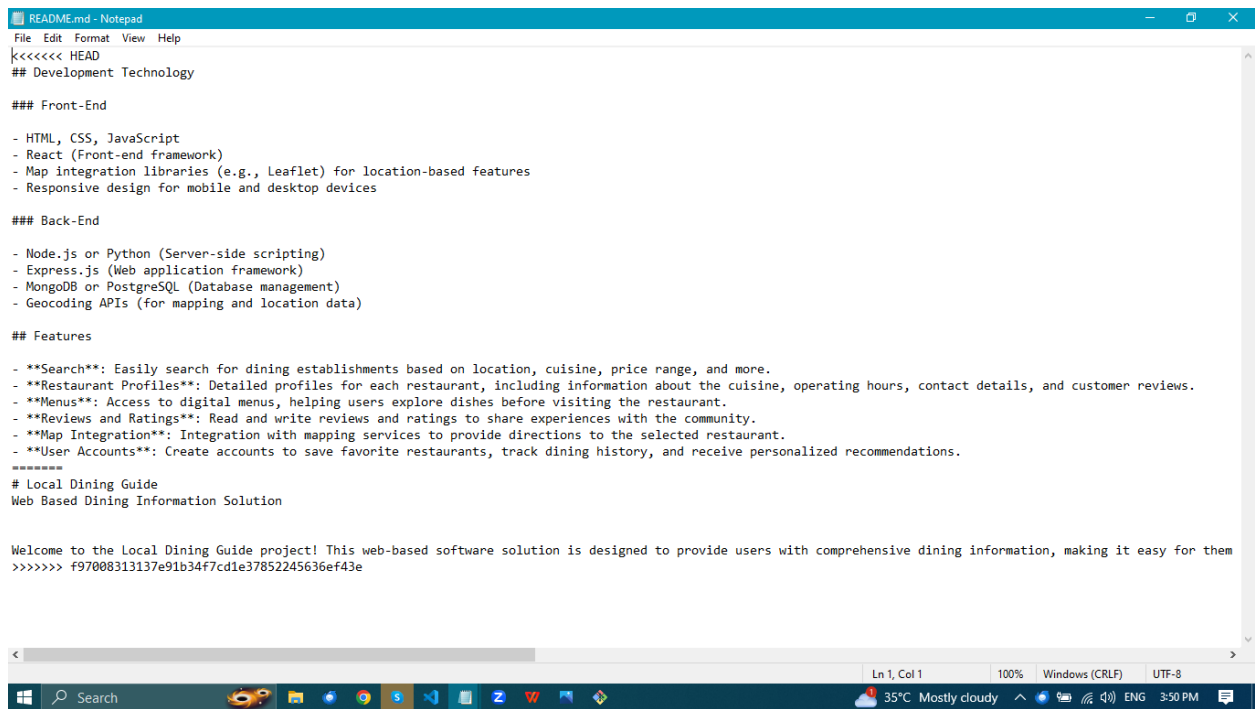 README.md - Notepad
File Edit Format View Help
<<<<<<< HEAD
## Development Technology
### Front-End
- HTML, CSS, JavaScript
- React (Front-end framework)
- Map integration libraries (e.g., Leaflet) for location-based features
- Responsive design for mobile and desktop devices
### Back-End
- Node.js or Python (Server-side scripting)
- Express.js (Web application framework)
- MongoDB or PostgreSQL (Database management)
- Geocoding APIs (for mapping and location data)
## Features
- **Search**: Easily search for dining establishments based on location, cuisine, price range, and more.
- **Restaurant Profiles**: Detailed profiles for each restaurant, including information about the cuisine, operating hours, contact details, and customer reviews.
- **Menus**: Access to digital menus, helping users explore dishes before visiting the restaurant.
- **Reviews and Ratings**: Read and write reviews and ratings to share experiences with the community.
- **Map Integration**: Integration with mapping services to provide directions to the selected restaurant.
- **User Accounts**: Create accounts to save favorite restaurants, track dining history, and receive personalized recommendations.
=======
# Local Dining Guide
Web Based Dining Information Solution
Welcome to the Local Dining Guide project! This web-based software solution is designed to provide users with comprehensive dining information, making it easy for them
>>>>>>> f97008313137e91b34f7cd1e37852245636ef43e
Ln 1, Col 1 100% Windows (CRLF) UTF-8
Search S Z W 1 35°C Mostly cloudy ENG 3:50 PM